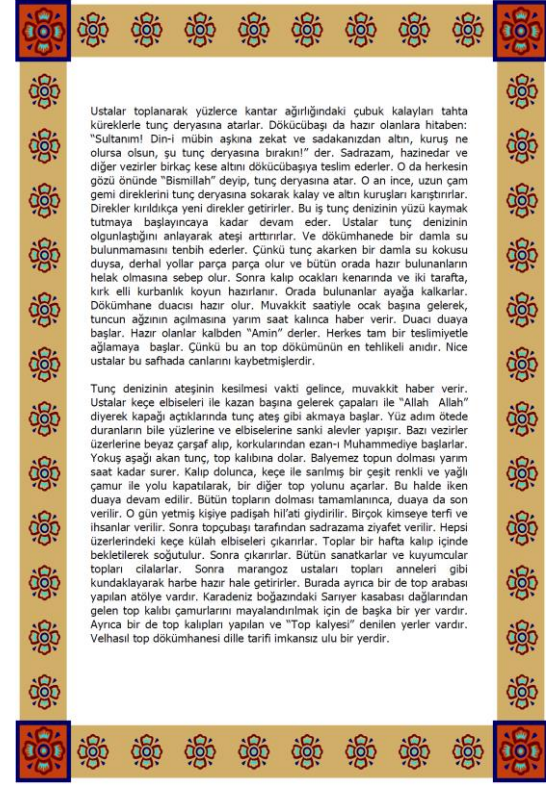 Ustalar toplanarak yüzlerce kantar ağırlığındaki çubuk kalayları tahta
küreklerle tunç deryasına atarlar. Dökücübaşı da hazır olanlara hitaben:
“Sultanım! Din-i mübin aşkına zekat ve sadakanızdan altın, kuruş ne
olursa olsun, şu tunç deryasına bırakın!” der. Sadrazam, hazinedar ve
diğer vezirler birkaç kese altını dökücübaşıya teslim ederler. O da herkesin
gözü önünde “Bismillah” deyip, tunç deryasına atar. O an ince, uzun çam
gemi direklerini tunç deryasına sokarak kalay ve altın kuruşları karıştırırlar.
Direkler kırıldıkça yeni direkler getirirler. Bu iş tunç denizinin yüzü kaymak
tutmaya başlayıncaya kadar devam eder. Ustalar tunç denizinin
olgunlaştığını anlayarak ateşi arttırırlar. Ve dökümhanede bir damla su
bulunmamasını tenbih ederler. Çünkü tunç akarken bir damla su kokusu
duysa, derhal yollar parça parça olur ve bütün orada hazır bulunanların
helak olmasına sebep olur. Sonra kalıp ocakları kenarında ve iki tarafta,
kırk elli kurbanlık koyun hazırlanır. Orada bulunanlar ayağa kalkarlar.
Dökümhane duacısı hazır olur. Muvakkit saatiyle ocak başına gelerek,
tuncun ağzının açılmasına yarım saat kalınca haber verir. Duacı duaya
başlar. Hazır olanlar kalbden “Amin” derler. Herkes tam bir teslimiyetle
ağlamaya başlar. Çünkü bu an top dökümünün en tehlikeli anıdır. Nice
ustalar bu safhada canlarını kaybetmişlerdir.
Tunç denizinin ateşinin kesilmesi vakti gelince, muvakkit haber verir.
Ustalar keçe elbiseleri ile kazan başına gelerek çapaları ile “Allah Allah”
diyerek kapağı açtıklarında tunç ateş gibi akmaya başlar. Yüz adım ötede
duranların bile yüzlerine ve elbiselerine sanki alevler yapışır. Bazı vezirler
üzerlerine beyaz çarşaf alıp, korkularından ezan-ı Muhammediye başlarlar.
Yokuş aşağı akan tunç, top kalıbına dolar. Balyemez topun dolması yarım
saat kadar surer. Kalıp dolunca, keçe ile sarılmış bir çeşit renkli ve yağlı
çamur ile yolu kapatılarak, bir diğer top yolunu açarlar. Bu halde iken
duaya devam edilir. Bütün topların dolması tamamlanınca, duaya da son
verilir. O gün yetmiş kişiye padişah hil’ati giydirilir. Birçok kimseye terfi ve
ihsanlar verilir. Sonra topçubaşı tarafından sadrazama ziyafet verilir. Hepsi
üzerlerindeki keçe külah elbiseleri çıkarırlar. Toplar bir hafta kalıp içinde
bekletilerek soğutulur. Sonra çıkarırlar. Bütün sanatkarlar ve kuyumcular
topları cilalarlar. Sonra marangoz ustaları topları anneleri gibi
kundaklayarak harbe hazır hale getirirler. Burada ayrıca bir de top arabası
yapılan atölye vardır. Karadeniz boğazındaki Sarıyer kasabası dağlarından
gelen top kalıbı çamurlarını mayalandırılmak için de başka bir yer vardır.
Ayrıca bir de top kalıpları yapılan ve “Top kalyesi” denilen yerler vardır.
Velhasıl top dökümhanesi dille tarifi imkansız ulu bir yerdir.